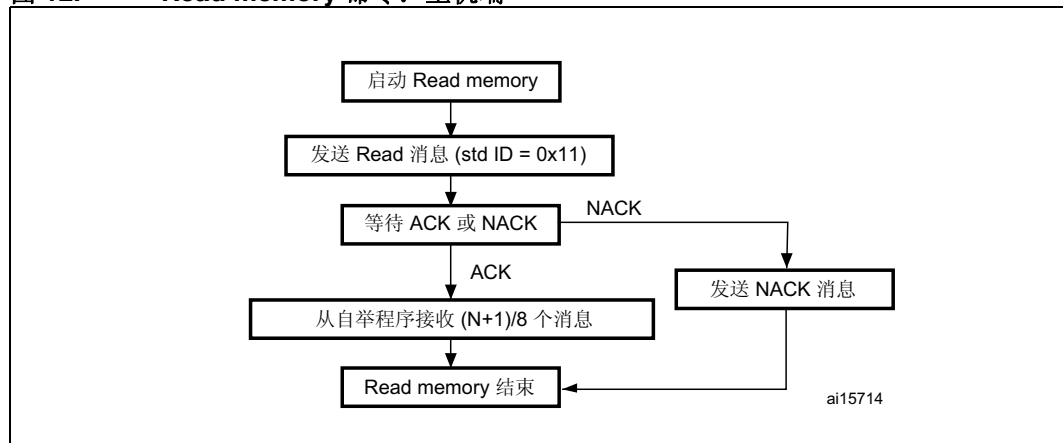 启动 Read memory
发送 Read 消息 (std ID = 0x11)
等待 ACK 或 NACK
NACK
ACK
发送 NACK 消息
从自举程序接收 (N+1)/8 个消息
Read memory 结束
ai15714